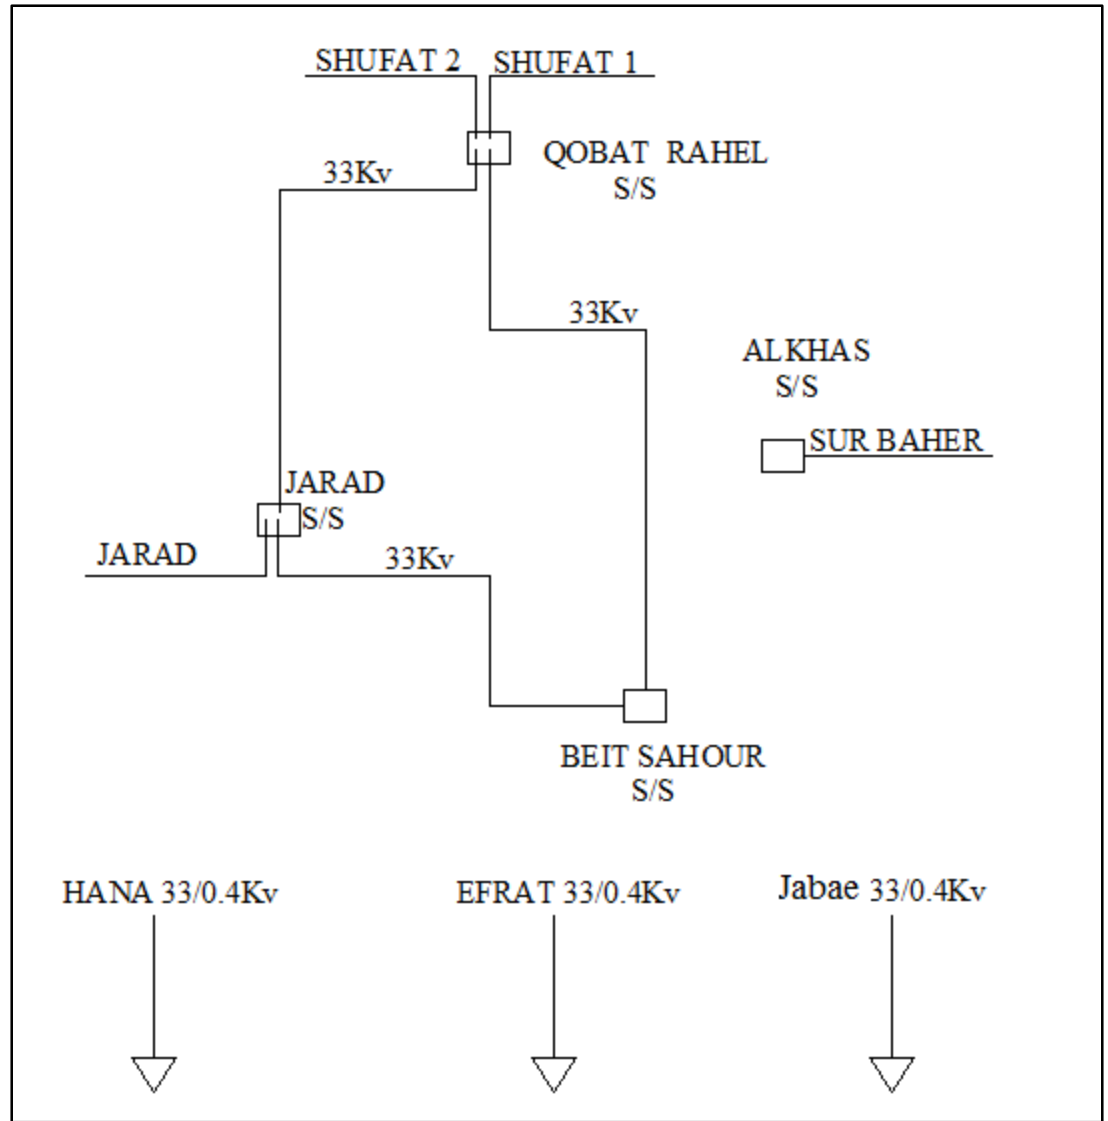 SHUFAT 2
SHUFAT 1
QOBAT RAHEL
S/S
33Kv
33Kv
ALKHAS
S/S
SUR BAHER
JARAD
S/S
JARAD
33Kv
BEIT SAHOUR
S/S
HANA 33/0.4Kv
EFRAT 33/0.4Kv
Jabae 33/0.4Kv